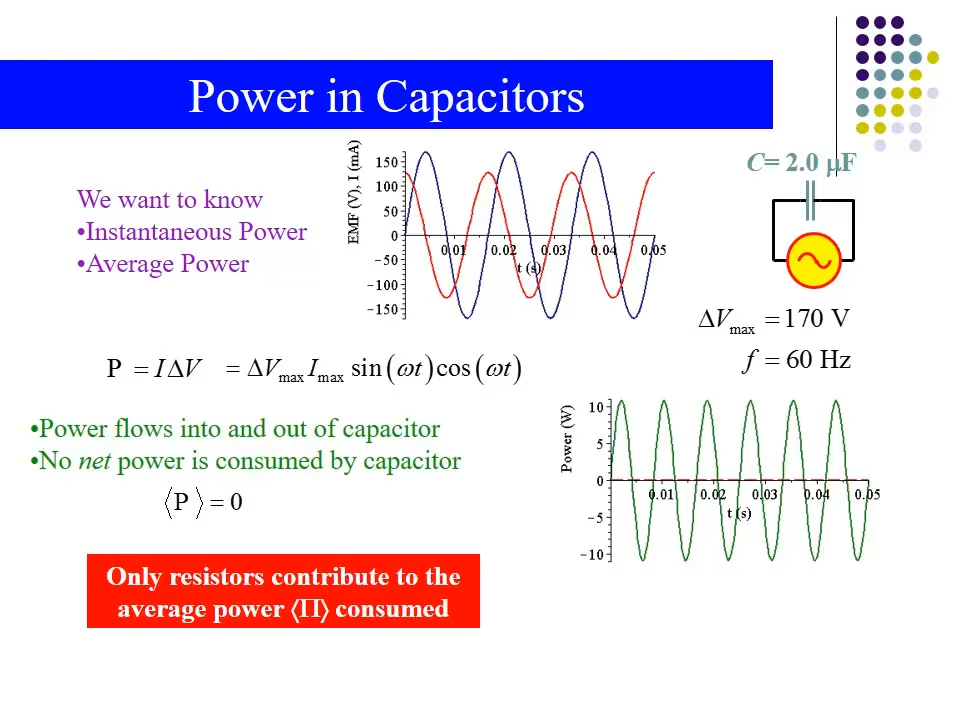 Power in Capacitors
We want to know
•Instantaneous Power
•Average Power
EMF (V), I (mA)
150
100
50
0
−50
−100
−150
0.01
0.02
0.03
0.04
0.05
t (s)
C= 2.0 μF
ΔVmax = 170 V
f = 60 Hz
P = IΔV = ΔVmax Imax sin(ωt)cos(ωt)
•Power flows into and out of capacitor
•No net power is consumed by capacitor
⟨P⟩ = 0
Power (W)
10
5
0
−5
−10
0.01
0.02
0.03
0.04
0.05
t (s)
Only resistors contribute to the
average power ⟨Π⟩ consumed